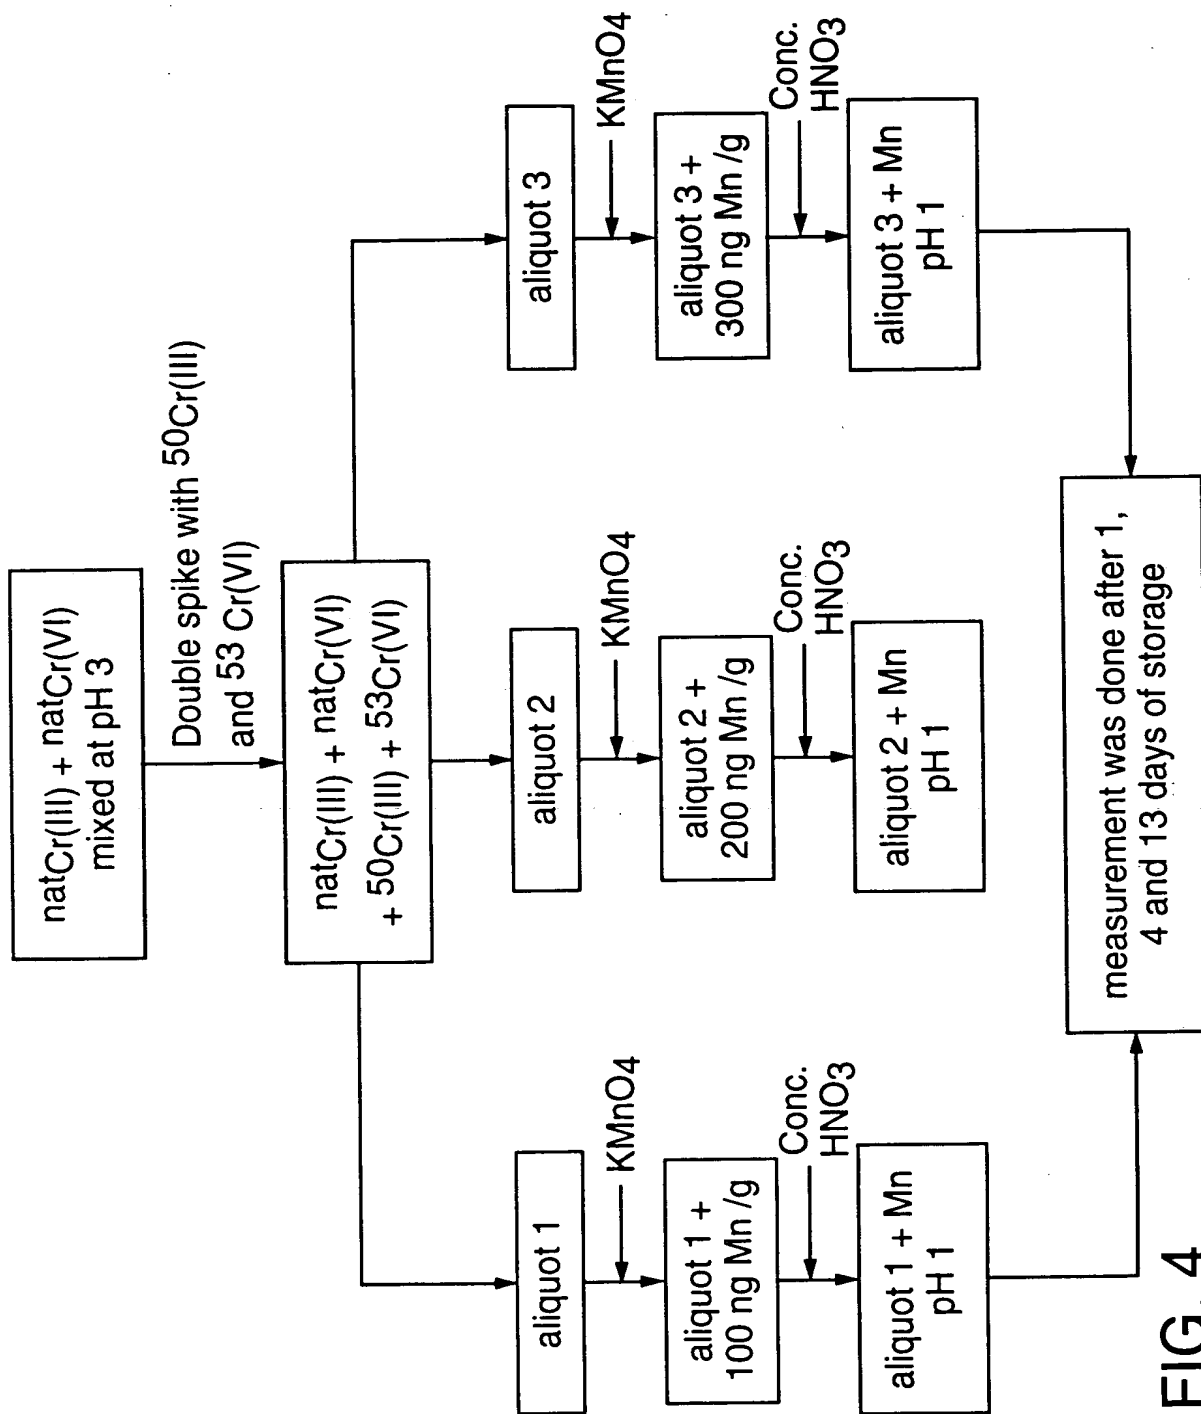 natCr(III) + natCr(VI)
mixed at pH 3
Double spike with 50Cr(III)
and 53 Cr(VI)
natCr(III) + natCr(VI)
+ 50Cr(III) + 53Cr(VI)
aliquot 1
KMnO4
aliquot 1 +
100 ng Mn /g
Conc.
HNO3
aliquot 1 + Mn
pH 1
aliquot 2
KMnO4
aliquot 2 +
200 ng Mn /g
Conc.
HNO3
aliquot 2 + Mn
pH 1
aliquot 3
KMnO4
aliquot 3 +
300 ng Mn /g
Conc.
HNO3
aliquot 3 + Mn
pH 1
measurement was done after 1,
4 and 13 days of storage
FIG. 4